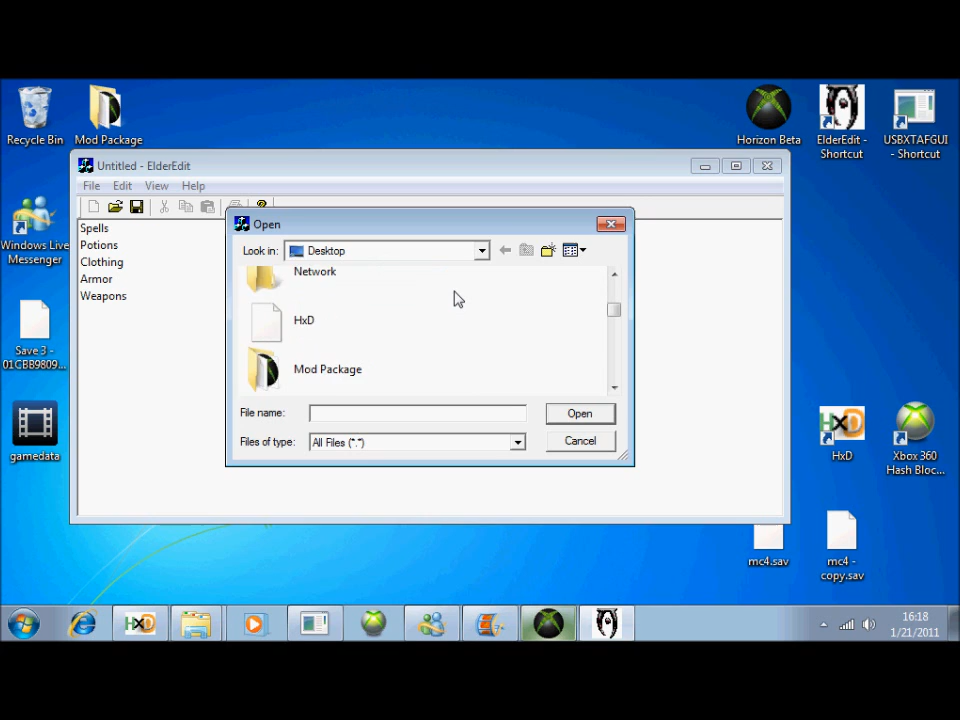 Recycle Bin
Mod Package
Horizon Beta
ElderEdit -
Shortcut
USBXTAFGUI
- Shortcut
Untitled - ElderEdit
File Edit View Help
Spells
Potions
Clothing
Armor
Weapons
Windows Live
Messenger
Save 3 -
01CBB9809...
gamedata
Open
Look in:
Desktop
Network
HxD
Mod Package
File name:
Open
Files of type:
All Files (*.*)
Cancel
HxD
Xbox 360
Hash Bloc...
mc4.sav
mc4 -
copy.sav
HxD
16:18
1/21/2011